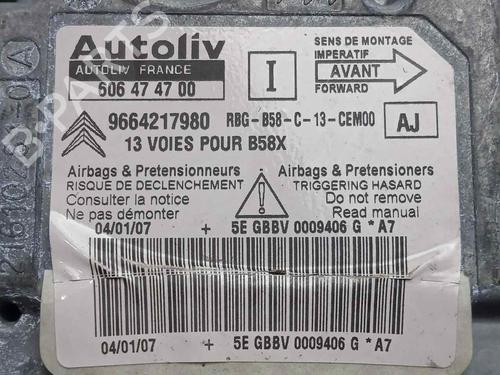 Autoliv
AUTOLIV FRANCE
606 47 47 00
I
SENS DE MONTAGE
IMPERATIF
AVANT
FORWARD
9664217980 RBG-B58-C-13-CEM00
AJ
13 VOIES POUR B58X
Airbags & Pretensionneurs
RISQUE DE DECLENCHEMENT
Consulter la notice
Ne pas démonter
Airbags & Pretensioners
TRIGGERING HASARD
Do not remove
Read manual
04/01/07 + 5E GBBV 0009406 G * A7
04/01/07 + 5E GBBV 0009406 G * A7
B-PARTS